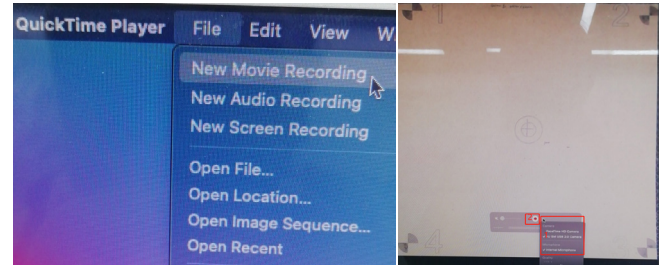 QuickTime Player File Edit View W
New Movie Recording
New Audio Recording
New Screen Recording
Open File...
Open Location...
Open Image Sequence...
Open Recent
1 2
4